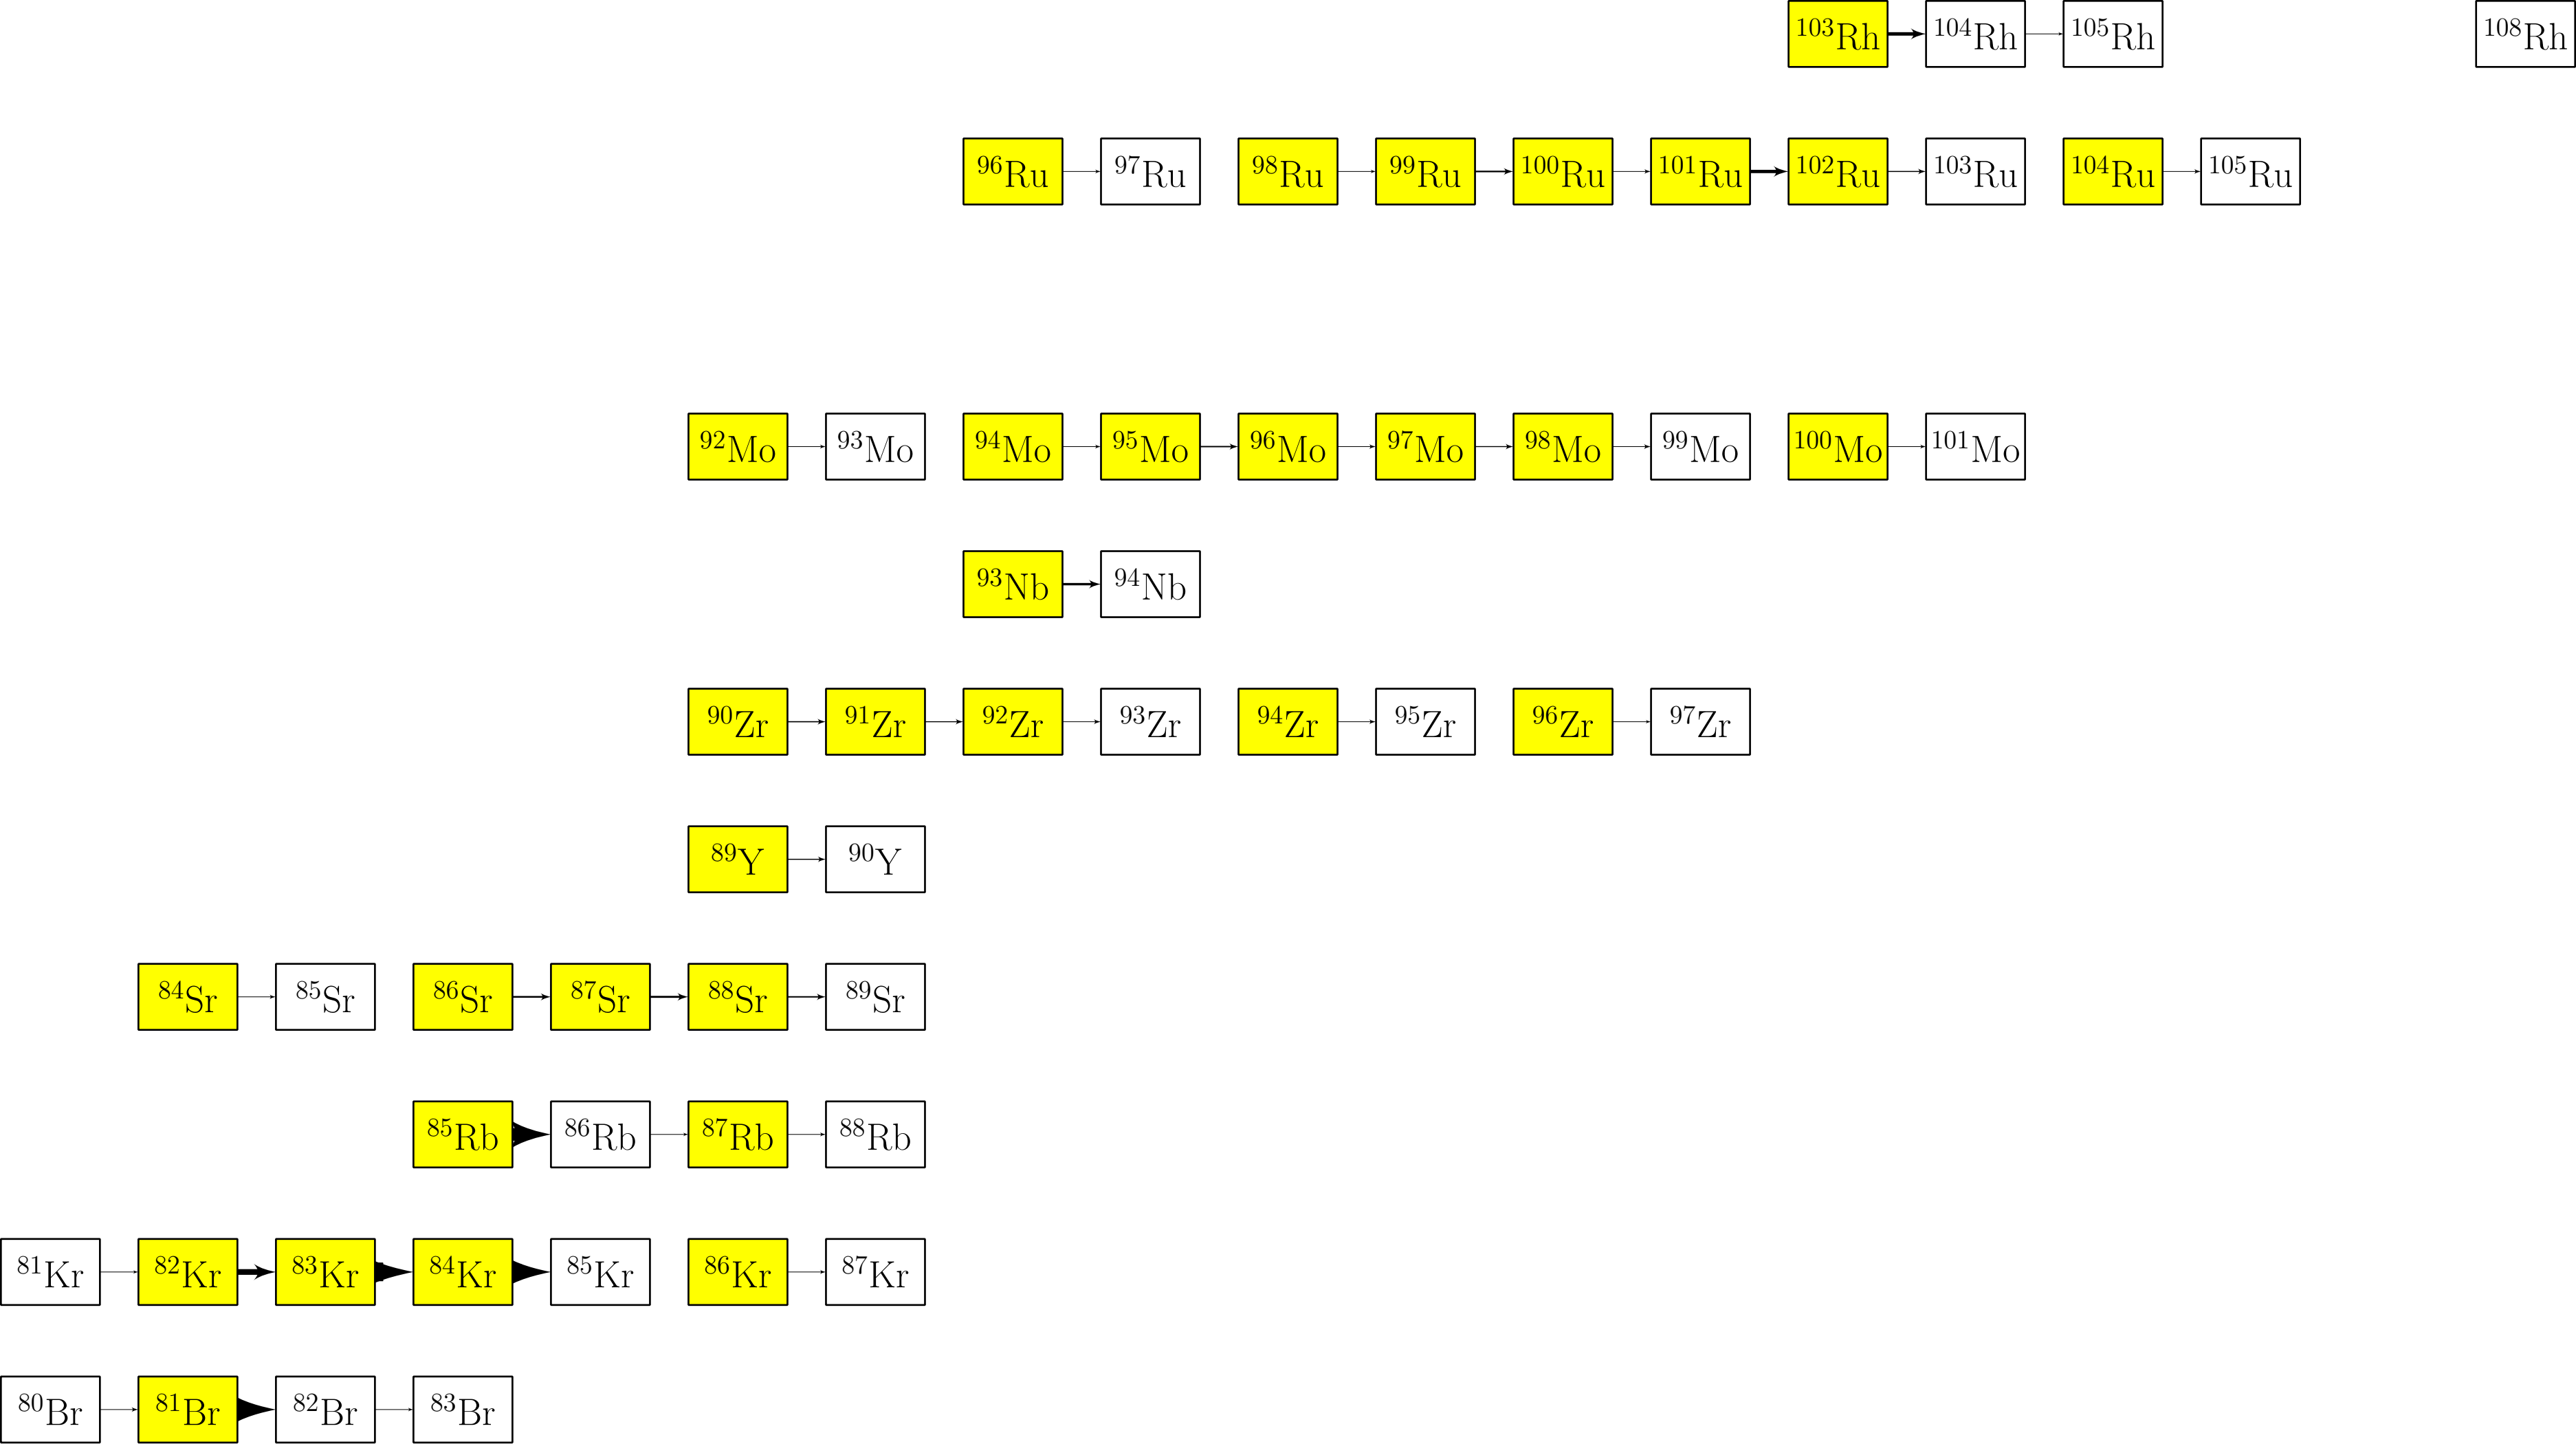 ¹⁰³Rh ¹⁰⁴Rh ¹⁰⁵Rh ¹⁰⁸Rh
⁹⁶Ru ⁹⁷Ru ⁹⁸Ru ⁹⁹Ru ¹⁰⁰Ru ¹⁰¹Ru ¹⁰²Ru ¹⁰³Ru ¹⁰⁴Ru ¹⁰⁵Ru
⁹²Mo ⁹³Mo ⁹⁴Mo ⁹⁵Mo ⁹⁶Mo ⁹⁷Mo ⁹⁸Mo ⁹⁹Mo ¹⁰⁰Mo ¹⁰¹Mo
⁹³Nb ⁹⁴Nb
⁹⁰Zr ⁹¹Zr ⁹²Zr ⁹³Zr ⁹⁴Zr ⁹⁵Zr ⁹⁶Zr ⁹⁷Zr
⁸⁹Y ⁹⁰Y
⁸⁴Sr ⁸⁵Sr ⁸⁶Sr ⁸⁷Sr ⁸⁸Sr ⁸⁹Sr
⁸⁵Rb ⁸⁶Rb ⁸⁷Rb ⁸⁸Rb
⁸¹Kr ⁸²Kr ⁸³Kr ⁸⁴Kr ⁸⁵Kr ⁸⁶Kr ⁸⁷Kr
⁸⁰Br ⁸¹Br ⁸²Br ⁸³Br